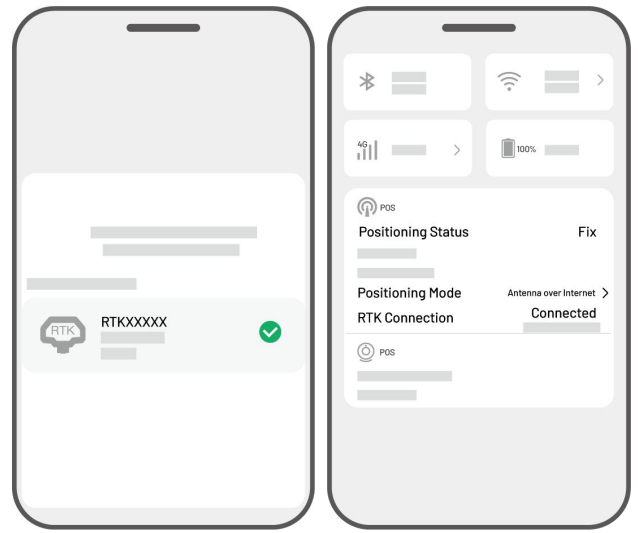 RTK
RTKXXXXX
4G
100%
POS
Positioning Status Fix
Positioning Mode Antenna over Internet
RTK Connection Connected
POS